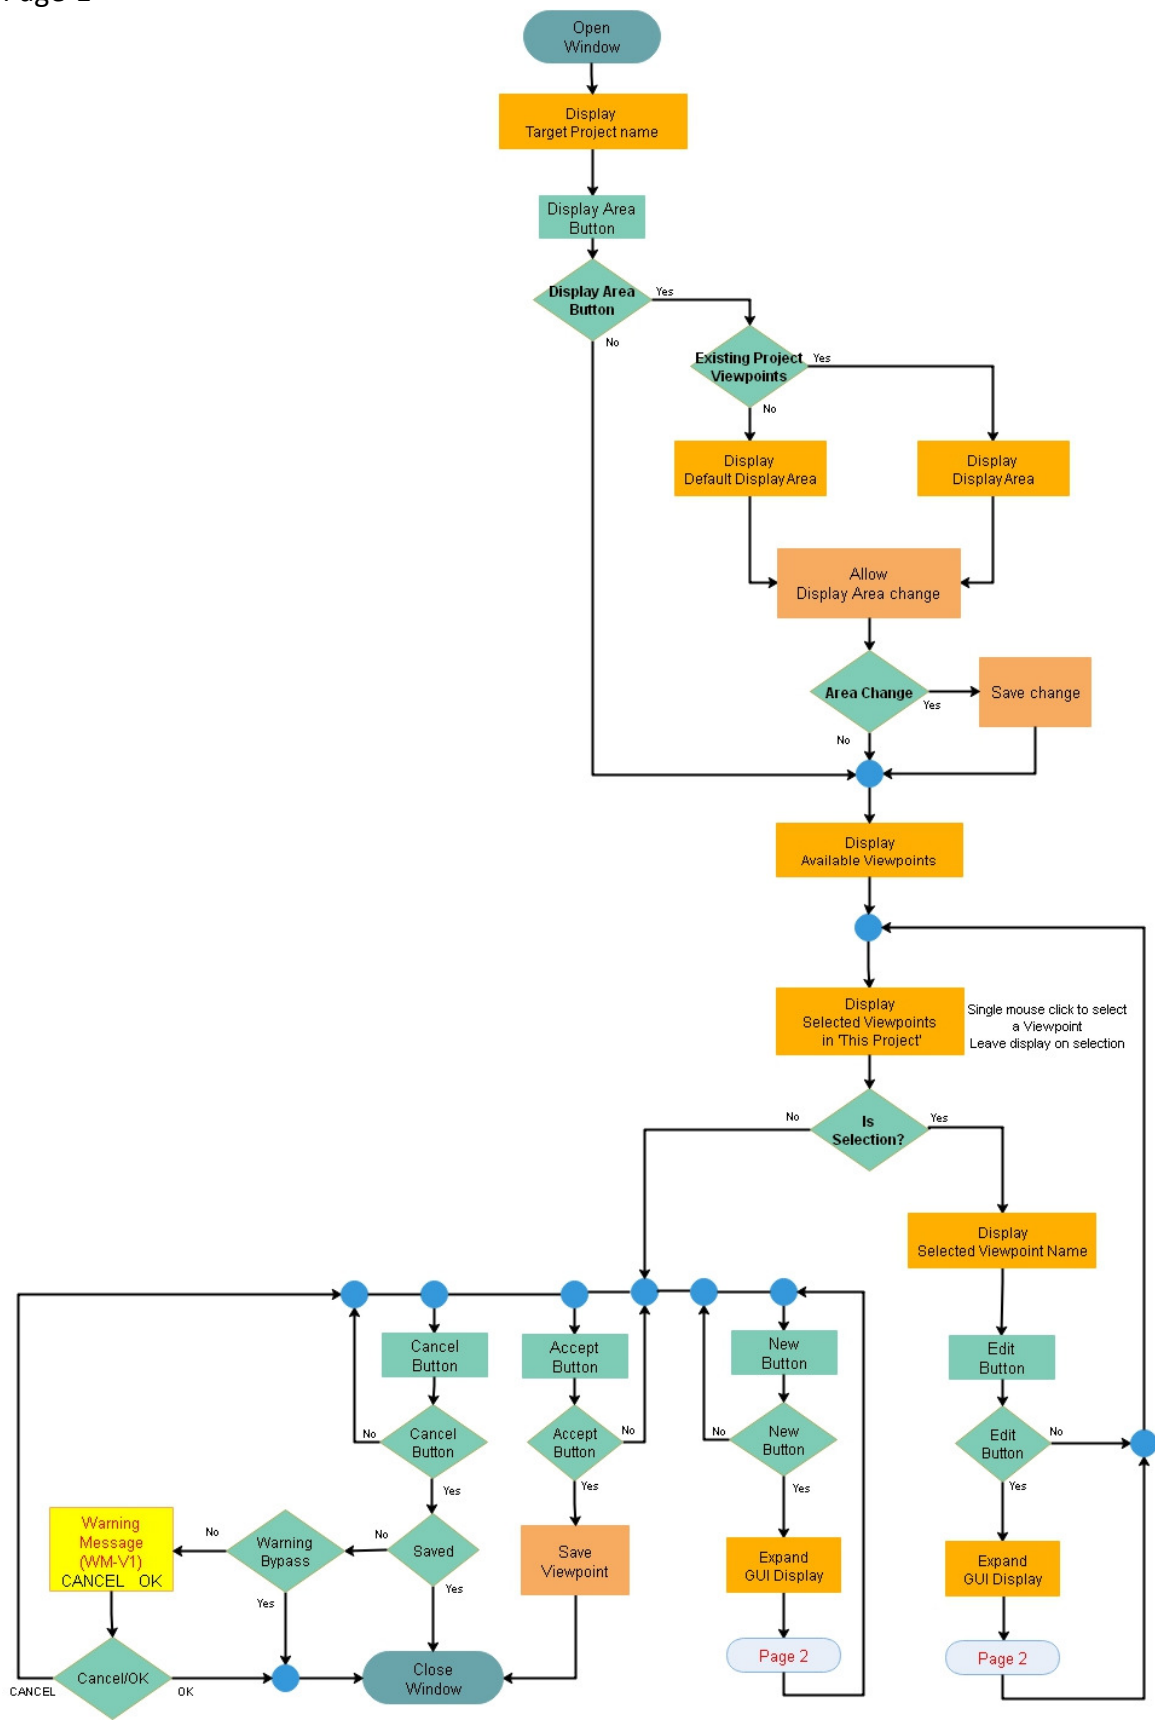 Page 1
Open
Window
Display
Target Project name
Display Area
Button
Display Area
Button
Yes
No
Existing Project
Viewpoints
Yes
No
Display
Default Display Area
Display
Display Area
Allow
Display Area change
Area Change
Yes
No
Save change
Display
Available Viewpoints
Display
Selected Viewpoints
in 'This Project'
Single mouse click to select
a Viewpoint
Leave display on selection
Is
Selection?
No
Yes
Display
Selected Viewpoint Name
Cancel
Button
Accept
Button
New
Button
Edit
Button
No
Cancel
Button
Yes
Accept
Button
No
Yes
No
New
Button
Yes
Edit
Button
No
Yes
Warning
Message
(WM-V1)
CANCEL OK
No
Warning
Bypass
Yes
No
Saved
Yes
Save
Viewpoint
Expand
GUI Display
Expand
GUI Display
Page 2
Page 2
Cancel/OK
CANCEL
OK
Close
Window